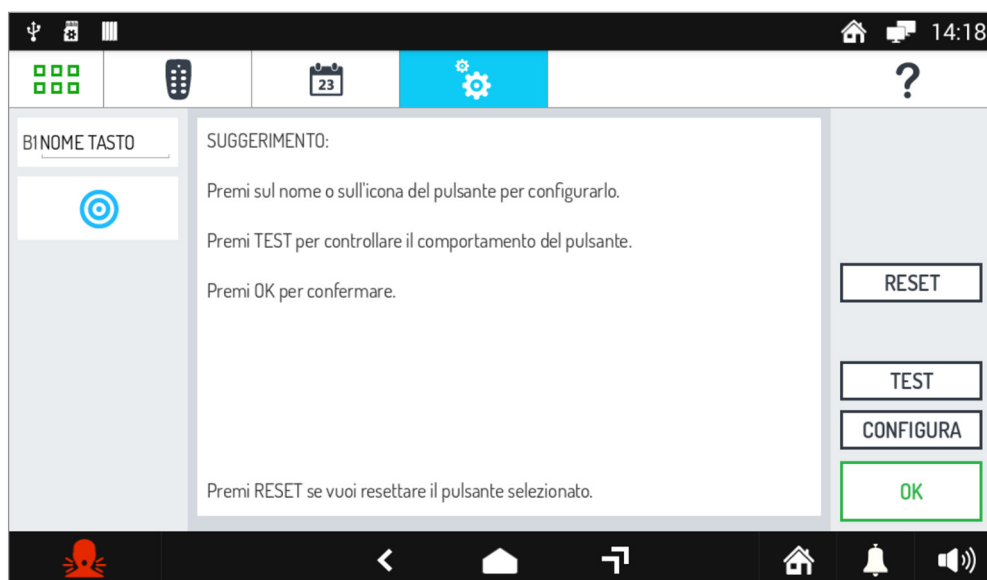 14:18
23
?
B1 NOME TASTO
SUGGERIMENTO:
Premi sul nome o sull'icona del pulsante per configurarlo.
Premi TEST per controllare il comportamento del pulsante.
Premi OK per confermare.
Premi RESET se vuoi resettare il pulsante selezionato.
RESET
TEST
CONFIGURA
OK